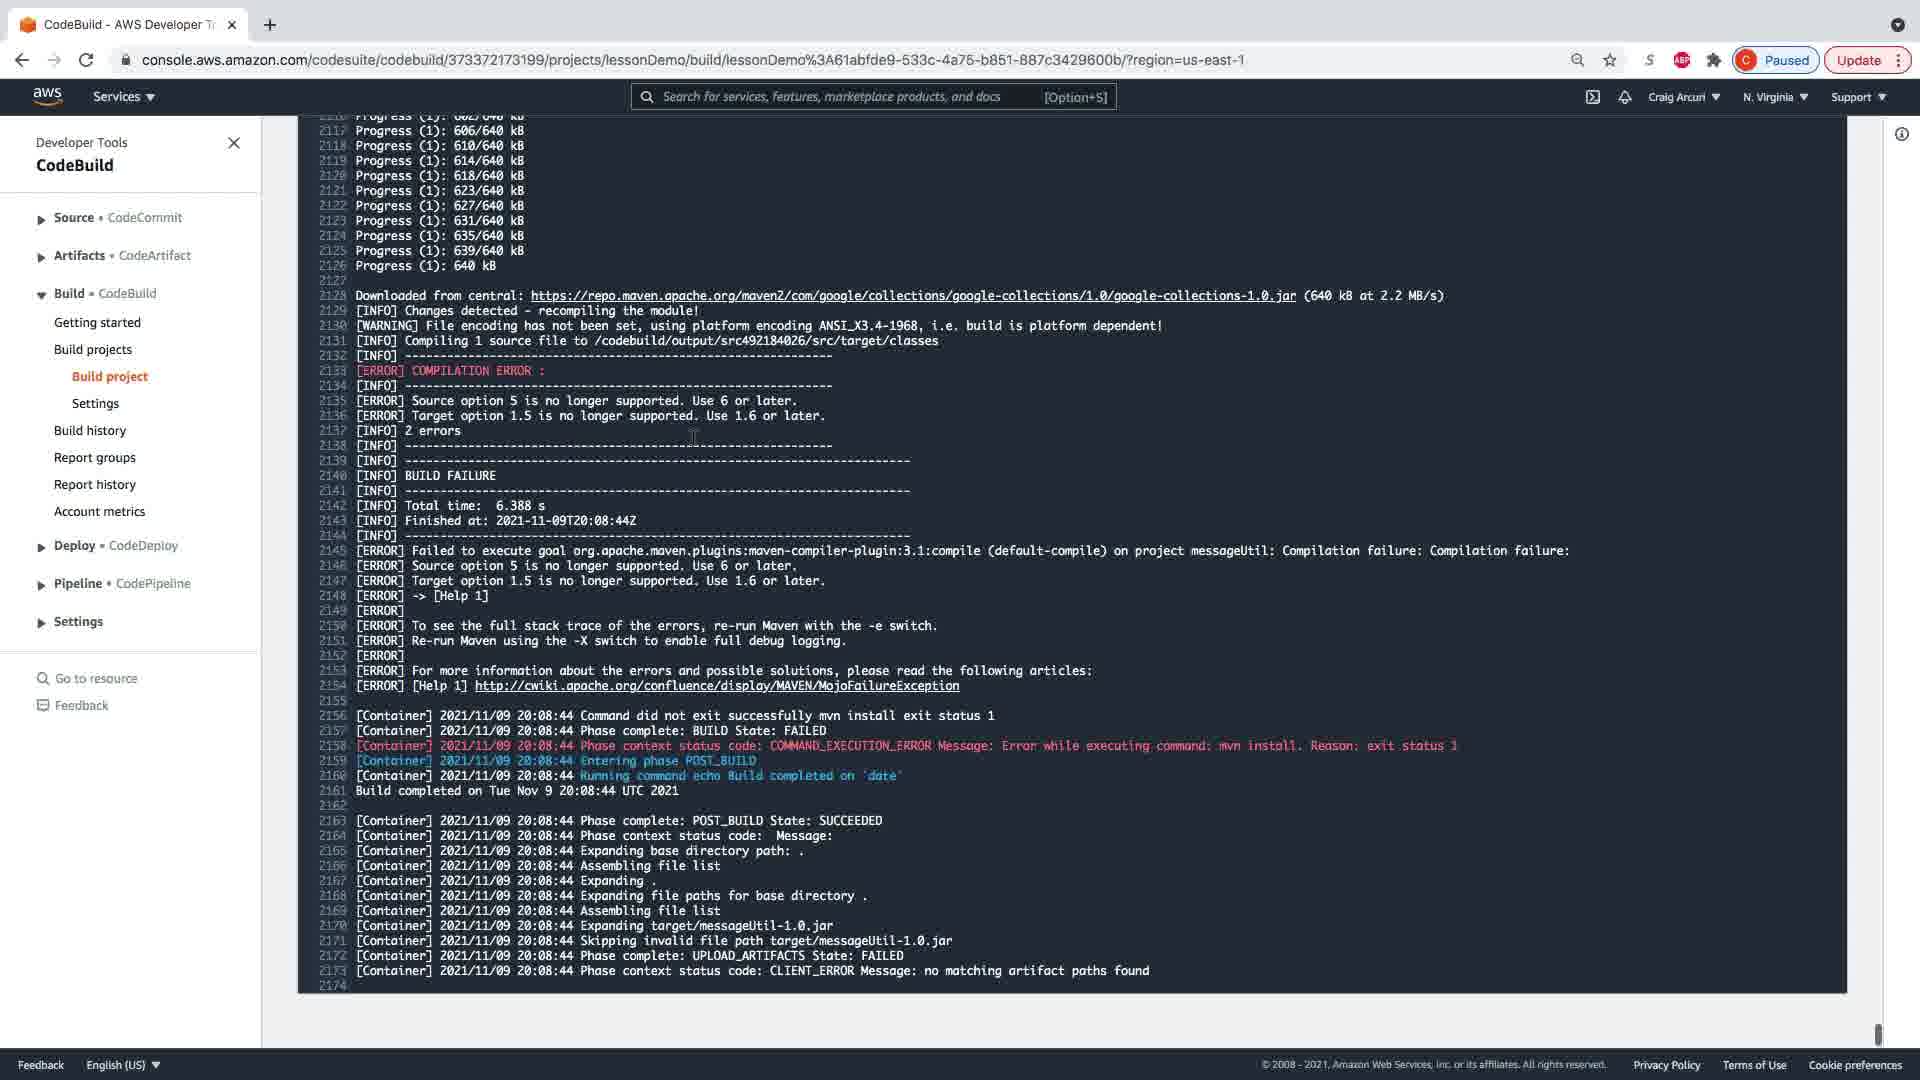 CodeBuild - AWS Developer To
console.aws.amazon.com/codesuite/codebuild/373372173199/projects/lessonDemo/build/lessonDemo%3A61abfde9-533c-4a75-b851-887c3429600b/?region=us-east-1
S
ABP
C Paused
Update
aws
Services
Search for services, features, marketplace products, and docs [Option+S]
Craig Arcuri
N. Virginia
Support
Developer Tools
CodeBuild
Source • CodeCommit
Artifacts • CodeArtifact
Build • CodeBuild
Getting started
Build projects
Build project
Settings
Build history
Report groups
Report history
Account metrics
Deploy • CodeDeploy
Pipeline • CodePipeline
Settings
Go to resource
Feedback
2116 Progress (1): 602/640 kB
2117 Progress (1): 606/640 kB
2118 Progress (1): 610/640 kB
2119 Progress (1): 614/640 kB
2120 Progress (1): 618/640 kB
2121 Progress (1): 623/640 kB
2122 Progress (1): 627/640 kB
2123 Progress (1): 631/640 kB
2124 Progress (1): 635/640 kB
2125 Progress (1): 639/640 kB
2126 Progress (1): 640 kB
2127
2128 Downloaded from central: https://repo.maven.apache.org/maven2/com/google/collections/google-collections/1.0/google-collections-1.0.jar (640 kB at 2.2 MB/s)
2129 [INFO] Changes detected - recompiling the module!
2130 [WARNING] File encoding has not been set, using platform encoding ANSI_X3.4-1968, i.e. build is platform dependent!
2131 [INFO] Compiling 1 source file to /codebuild/output/src492184026/src/target/classes
2132 [INFO] -------------------------------------------------------------
2133 [ERROR] COMPILATION ERROR :
2134 [INFO] -------------------------------------------------------------
2135 [ERROR] Source option 5 is no longer supported. Use 6 or later.
2136 [ERROR] Target option 1.5 is no longer supported. Use 1.6 or later.
2137 [INFO] 2 errors
2138 [INFO] -------------------------------------------------------------
2139 [INFO] ------------------------------------------------------------------------
2140 [INFO] BUILD FAILURE
2141 [INFO] ------------------------------------------------------------------------
2142 [INFO] Total time:  6.388 s
2143 [INFO] Finished at: 2021-11-09T20:08:44Z
2144 [INFO] ------------------------------------------------------------------------
2145 [ERROR] Failed to execute goal org.apache.maven.plugins:maven-compiler-plugin:3.1:compile (default-compile) on project messageUtil: Compilation failure: Compilation failure:
2146 [ERROR] Source option 5 is no longer supported. Use 6 or later.
2147 [ERROR] Target option 1.5 is no longer supported. Use 1.6 or later.
2148 [ERROR] -> [Help 1]
2149 [ERROR]
2150 [ERROR] To see the full stack trace of the errors, re-run Maven with the -e switch.
2151 [ERROR] Re-run Maven using the -X switch to enable full debug logging.
2152 [ERROR]
2153 [ERROR] For more information about the errors and possible solutions, please read the following articles:
2154 [ERROR] [Help 1] http://cwiki.apache.org/confluence/display/MAVEN/MojoFailureException
2155
2156 [Container] 2021/11/09 20:08:44 Command did not exit successfully mvn install exit status 1
2157 [Container] 2021/11/09 20:08:44 Phase complete: BUILD State: FAILED
2158 [Container] 2021/11/09 20:08:44 Phase context status code: COMMAND_EXECUTION_ERROR Message: Error while executing command: mvn install. Reason: exit status 1
2159 [Container] 2021/11/09 20:08:44 Entering phase POST_BUILD
2160 [Container] 2021/11/09 20:08:44 Running command echo Build completed on `date`
2161 Build completed on Tue Nov 9 20:08:44 UTC 2021
2162
2163 [Container] 2021/11/09 20:08:44 Phase complete: POST_BUILD State: SUCCEEDED
2164 [Container] 2021/11/09 20:08:44 Phase context status code:  Message:
2165 [Container] 2021/11/09 20:08:44 Expanding base directory path: .
2166 [Container] 2021/11/09 20:08:44 Assembling file list
2167 [Container] 2021/11/09 20:08:44 Expanding .
2168 [Container] 2021/11/09 20:08:44 Expanding file paths for base directory .
2169 [Container] 2021/11/09 20:08:44 Assembling file list
2170 [Container] 2021/11/09 20:08:44 Expanding target/messageUtil-1.0.jar
2171 [Container] 2021/11/09 20:08:44 Skipping invalid file path target/messageUtil-1.0.jar
2172 [Container] 2021/11/09 20:08:44 Phase complete: UPLOAD_ARTIFACTS State: FAILED
2173 [Container] 2021/11/09 20:08:44 Phase context status code: CLIENT_ERROR Message: no matching artifact paths found
2174
Feedback
English (US)
© 2008 - 2021, Amazon Web Services, Inc. or its affiliates. All rights reserved.
Privacy Policy
Terms of Use
Cookie preferences